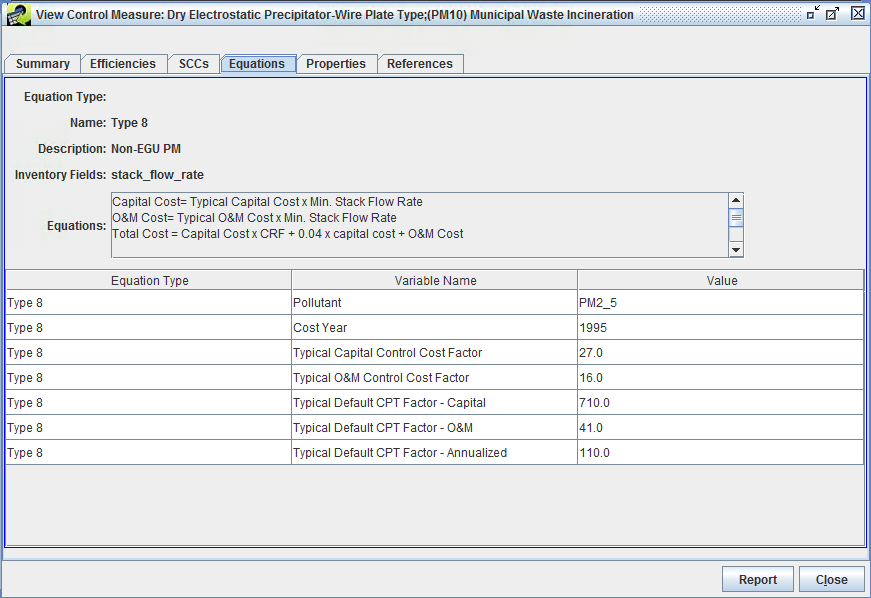 View Control Measure: Dry Electrostatic Precipitator-Wire Plate Type;(PM10) Municipal Waste Incineration
Summary Efficiencies SCCs Equations Properties References
Equation Type:
Name: Type 8
Description: Non-EGU PM
Inventory Fields: stack_flow_rate
Equations:
Capital Cost= Typical Capital Cost x Min. Stack Flow Rate
O&M Cost= Typical O&M Cost x Min. Stack Flow Rate
Total Cost = Capital Cost x CRF + 0.04 x capital cost + O&M Cost
Equation Type Variable Name Value
Type 8 Pollutant PM2_5
Type 8 Cost Year 1995
Type 8 Typical Capital Control Cost Factor 27.0
Type 8 Typical O&M Control Cost Factor 16.0
Type 8 Typical Default CPT Factor - Capital 710.0
Type 8 Typical Default CPT Factor - O&M 41.0
Type 8 Typical Default CPT Factor - Annualized 110.0
Report Close